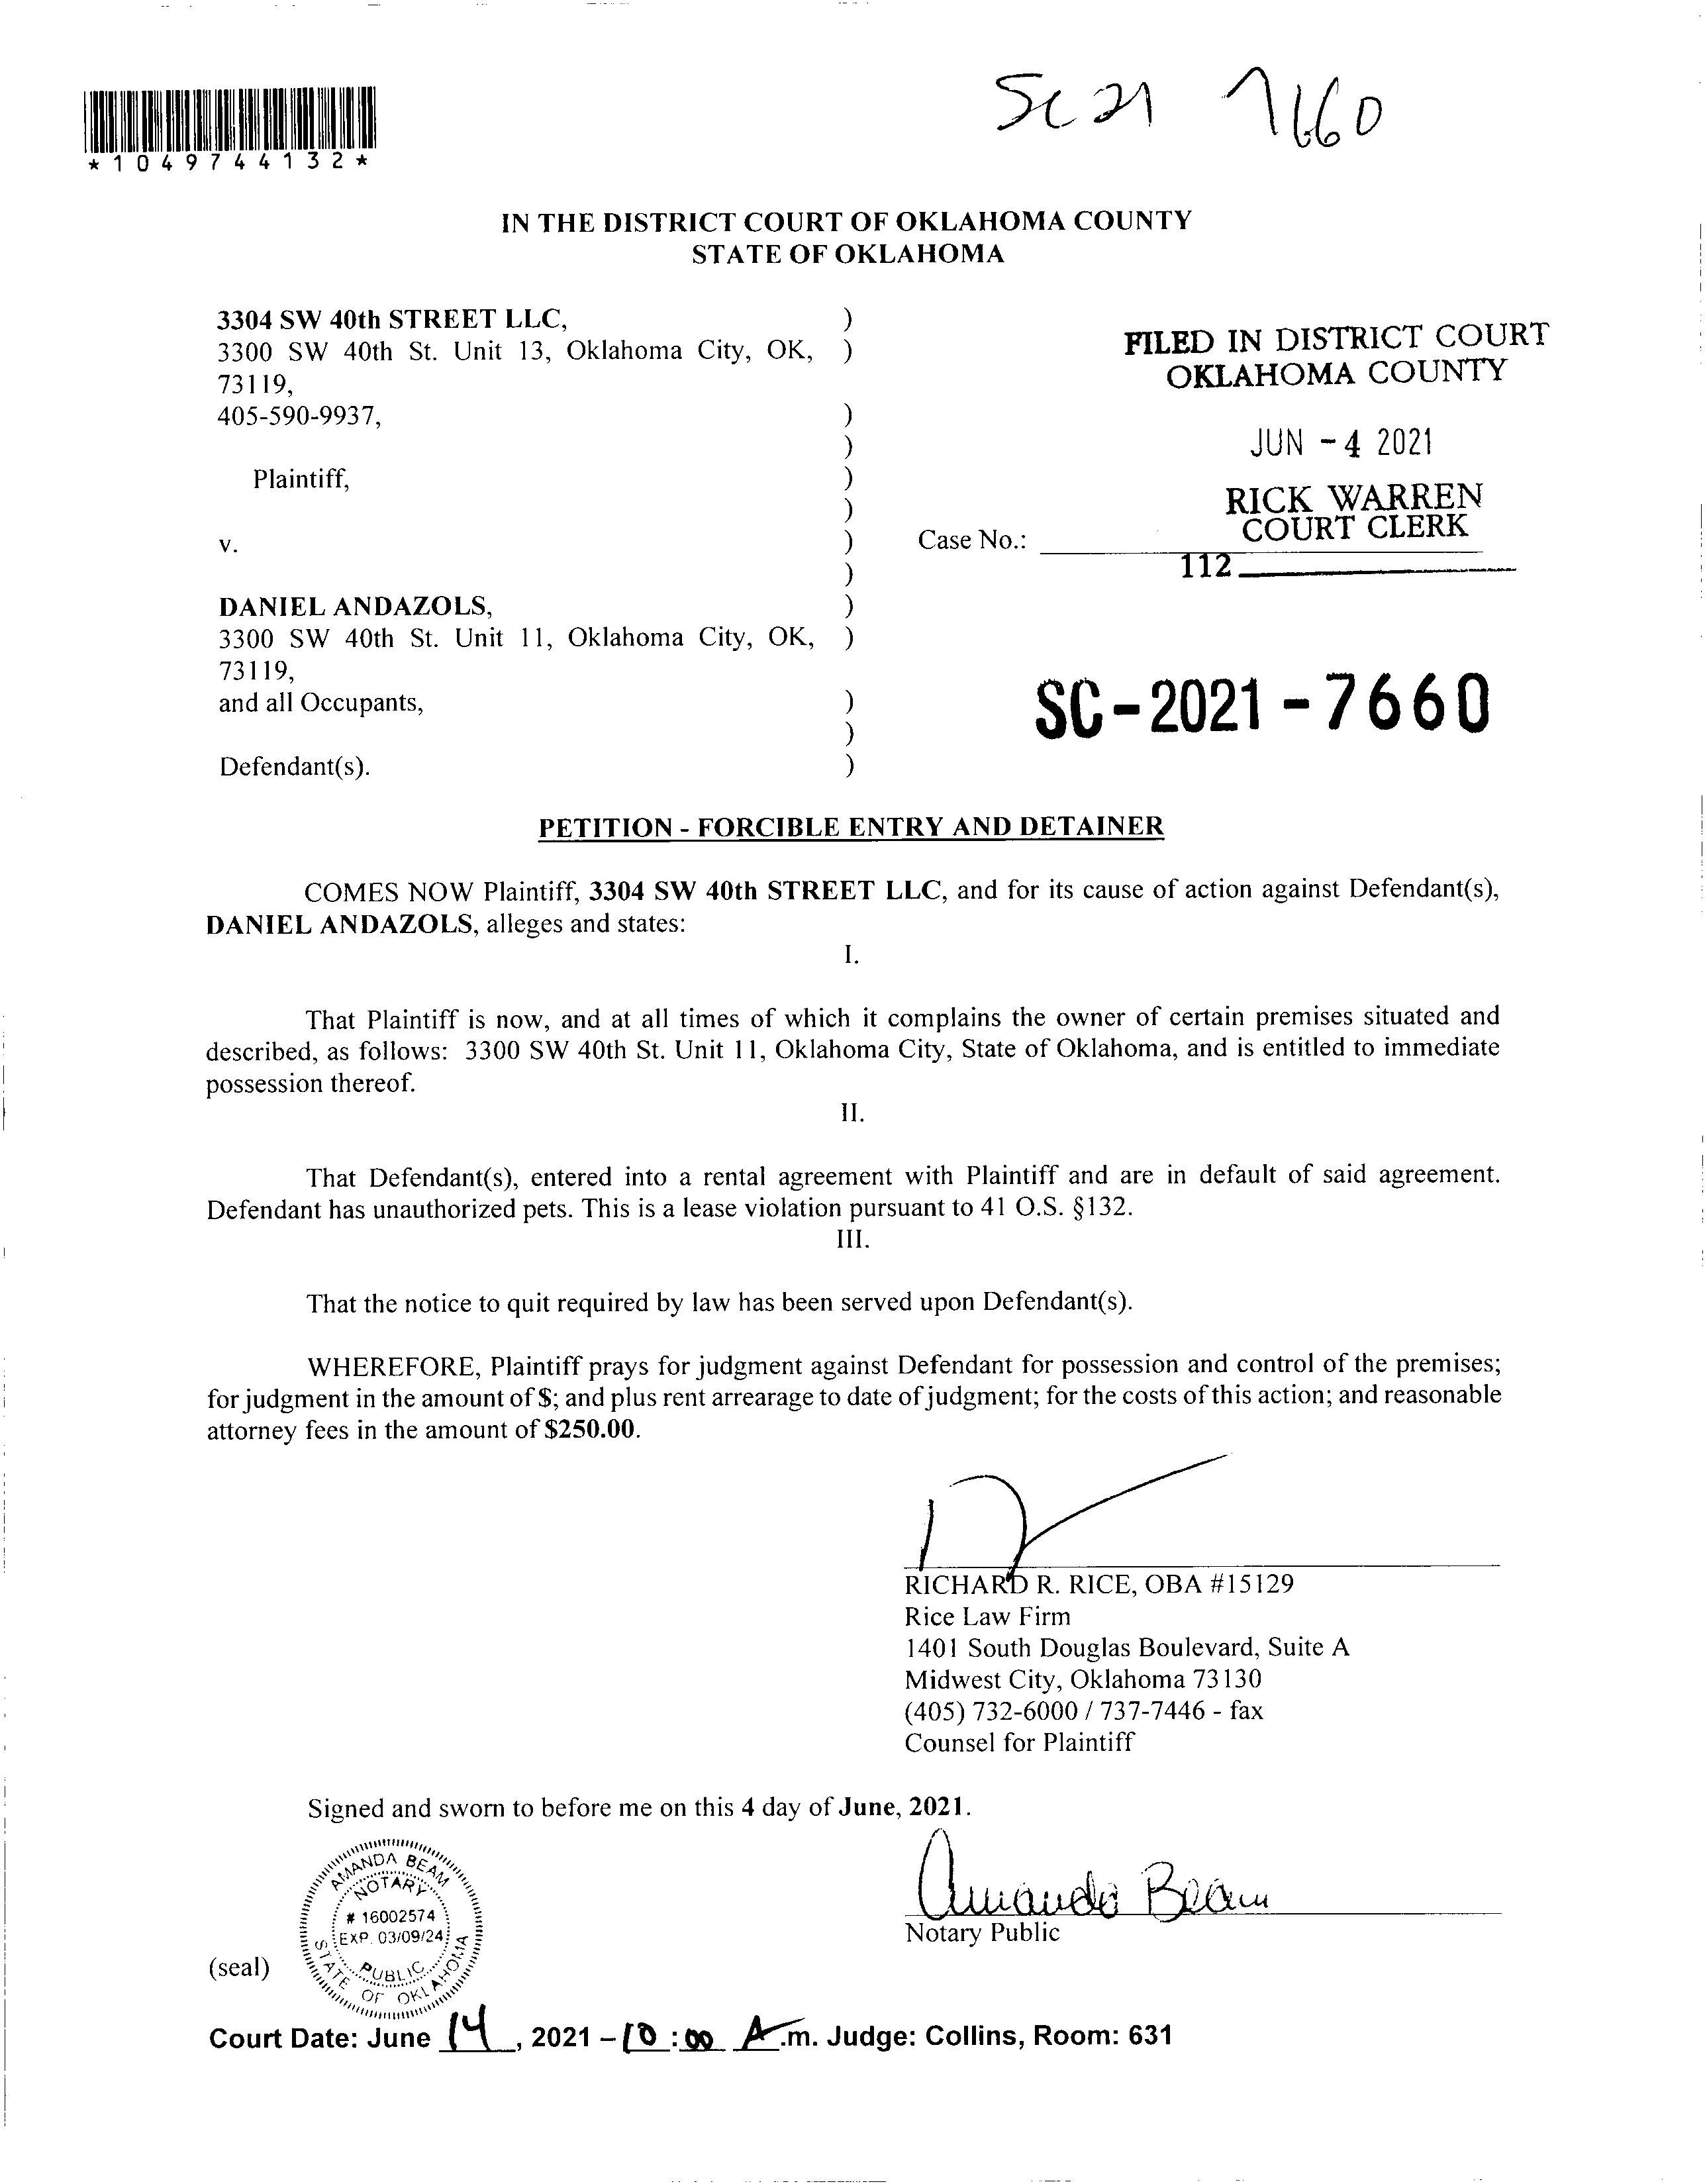 SC 21 7660
*1049744132*
IN THE DISTRICT COURT OF OKLAHOMA COUNTY
STATE OF OKLAHOMA
3304 SW 40th STREET LLC, )
3300 SW 40th St. Unit 13, Oklahoma City, OK, )
73119,
405-590-9937, )
)
Plaintiff, )
)
v. )
)
DANIEL ANDAZOLS, )
3300 SW 40th St. Unit 11, Oklahoma City, OK, )
73119,
and all Occupants, )
)
Defendant(s). )
FILED IN DISTRICT COURT
OKLAHOMA COUNTY
JUN - 4 2021
RICK WARREN
COURT CLERK
Case No.:
112
SC-2021-7660
PETITION - FORCIBLE ENTRY AND DETAINER
COMES NOW Plaintiff, 3304 SW 40th STREET LLC, and for its cause of action against Defendant(s),
DANIEL ANDAZOLS, alleges and states:
I.
That Plaintiff is now, and at all times of which it complains the owner of certain premises situated and
described, as follows: 3300 SW 40th St. Unit 11, Oklahoma City, State of Oklahoma, and is entitled to immediate
possession thereof.
II.
That Defendant(s), entered into a rental agreement with Plaintiff and are in default of said agreement.
Defendant has unauthorized pets. This is a lease violation pursuant to 41 O.S. §132.
III.
That the notice to quit required by law has been served upon Defendant(s).
WHEREFORE, Plaintiff prays for judgment against Defendant for possession and control of the premises;
for judgment in the amount of $; and plus rent arrearage to date of judgment; for the costs of this action; and reasonable
attorney fees in the amount of $250.00.
RICHARD R. RICE, OBA #15129
Rice Law Firm
1401 South Douglas Boulevard, Suite A
Midwest City, Oklahoma 73130
(405) 732-6000 / 737-7446 - fax
Counsel for Plaintiff
Signed and sworn to before me on this 4 day of June, 2021.
Amanda Beam
Notary Public
(seal)
AMANDA BEAM
NOTARY
# 16002574
EXP. 03/09/24
PUBLIC
STATE OF OKLAHOMA
Court Date: June 14, 2021 – 10:00 A.m. Judge: Collins, Room: 631